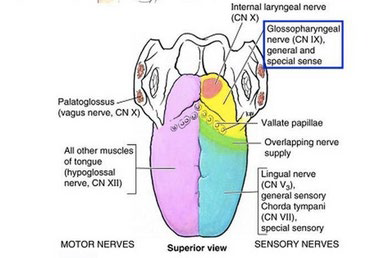 Internal laryngeal nerve
(CN X)
Glossopharyngeal
nerve (CN IX),
general and
special sense
Palatoglossus
(vagus nerve, CN X)
Vallate papillae
Overlapping nerve
supply
All other muscles
of tongue
(hypoglossal
nerve, CN XII)
Lingual nerve
(CN V₃),
general sensory
Chorda tympani
(CN VII),
special sensory
MOTOR NERVES
Superior view
SENSORY NERVES